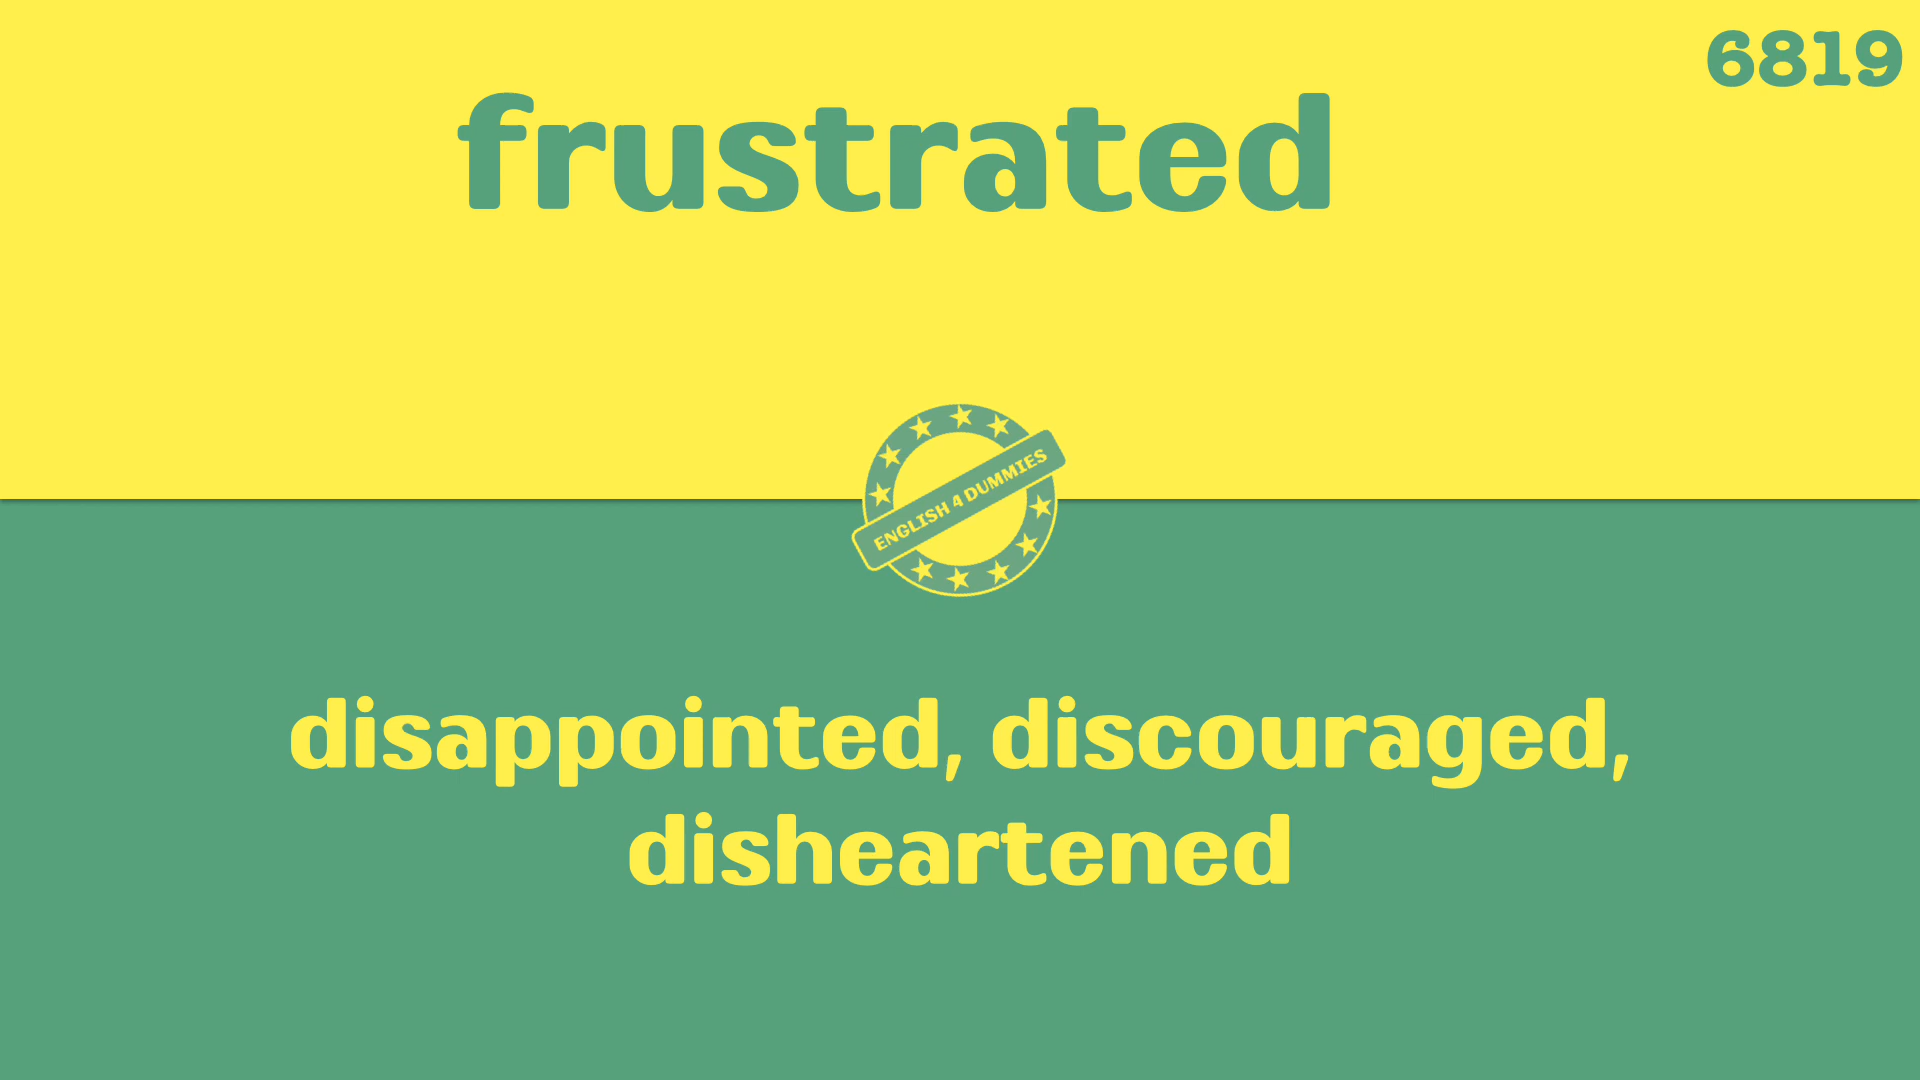 6819
frustrated
ENGLISH 4 DUMMIES
disappointed, discouraged,
disheartened